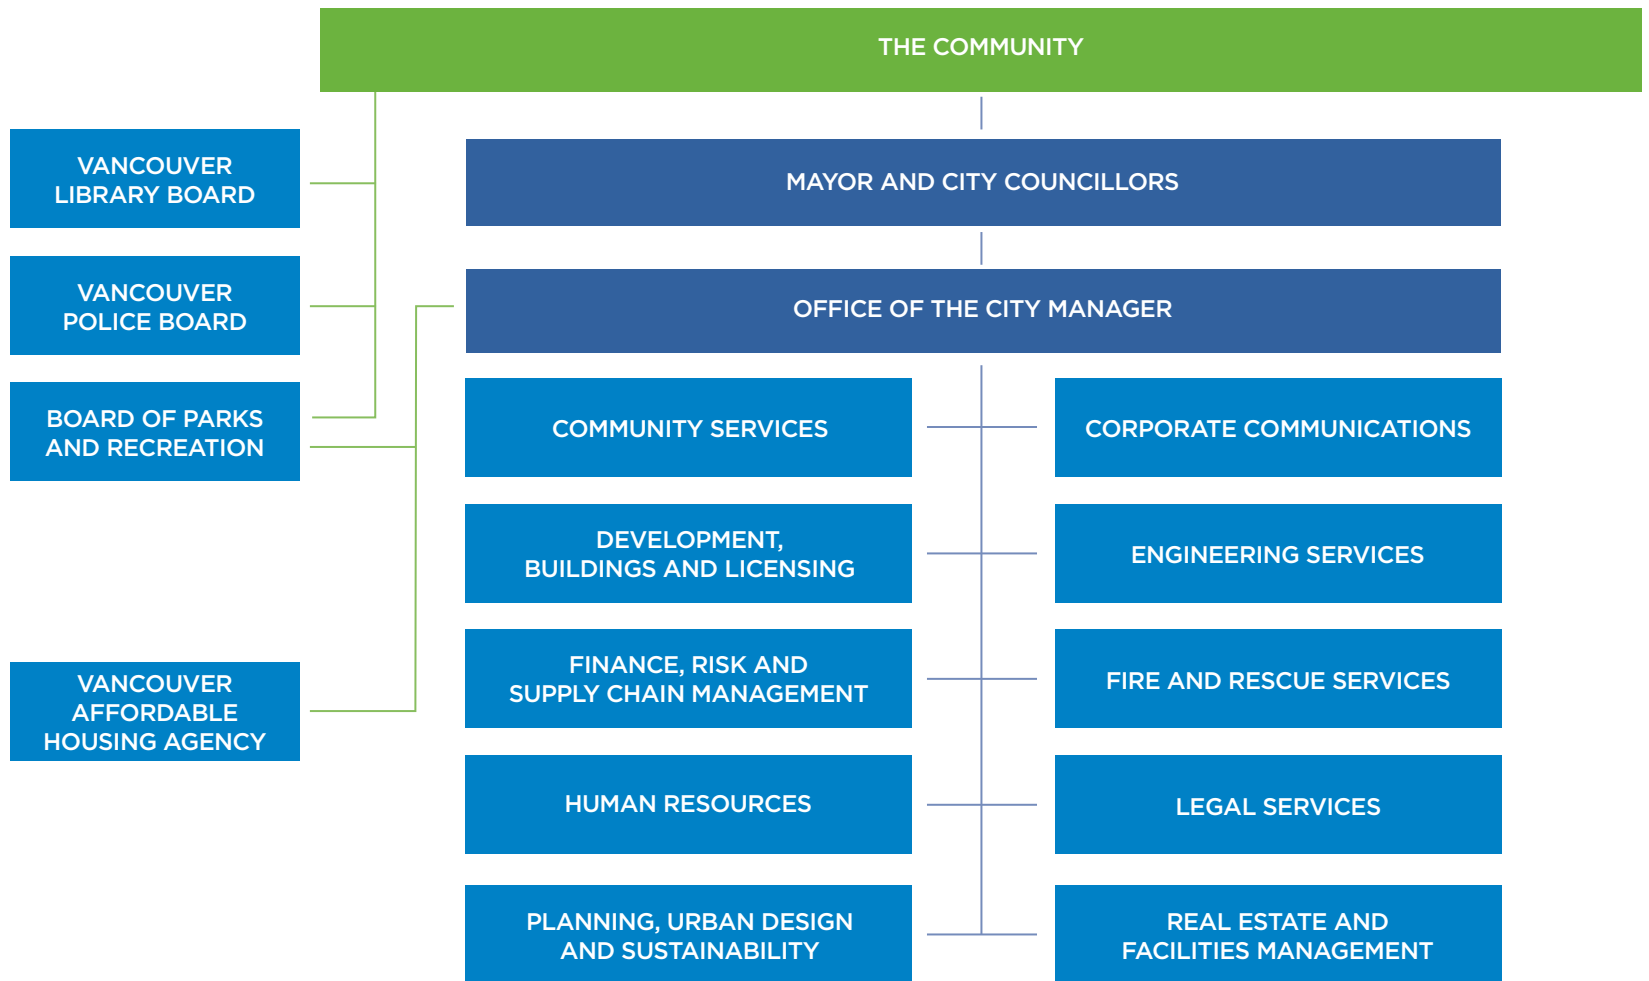 THE COMMUNITY
VANCOUVER
LIBRARY BOARD
MAYOR AND CITY COUNCILLORS
VANCOUVER
POLICE BOARD
OFFICE OF THE CITY MANAGER
BOARD OF PARKS
AND RECREATION
COMMUNITY SERVICES
CORPORATE COMMUNICATIONS
DEVELOPMENT,
BUILDINGS AND LICENSING
ENGINEERING SERVICES
VANCOUVER
AFFORDABLE
HOUSING AGENCY
FINANCE, RISK AND
SUPPLY CHAIN MANAGEMENT
FIRE AND RESCUE SERVICES
HUMAN RESOURCES
LEGAL SERVICES
PLANNING, URBAN DESIGN
AND SUSTAINABILITY
REAL ESTATE AND
FACILITIES MANAGEMENT